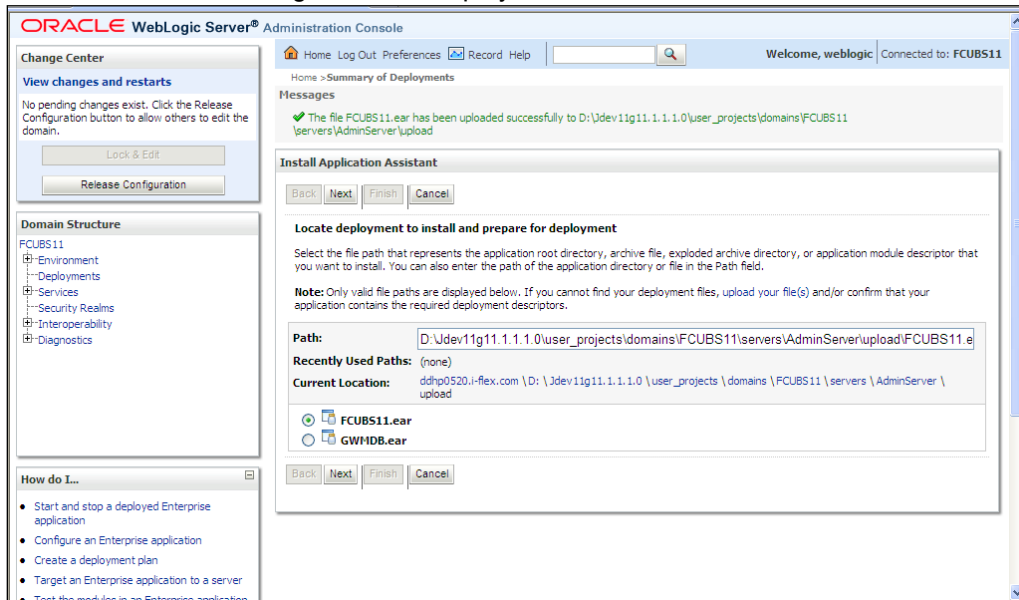 ORACLE WebLogic Server® Administration Console
Change Center
View changes and restarts
No pending changes exist. Click the Release
Configuration button to allow others to edit the
domain.
Lock & Edit
Release Configuration
Domain Structure
FCUBS11
Environment
Deployments
Services
Security Realms
Interoperability
Diagnostics
How do I...
Start and stop a deployed Enterprise
application
Configure an Enterprise application
Create a deployment plan
Target an Enterprise application to a server
Test the modules in an Enterprise application
Home Log Out Preferences Record Help
Welcome, weblogic Connected to: FCUBS11
Home >Summary of Deployments
Messages
The file FCUBS11.ear has been uploaded successfully to D:\Jdev11g11.1.1.1.0\user_projects\domains\FCUBS11
\servers\AdminServer\upload
Install Application Assistant
Back Next Finish Cancel
Locate deployment to install and prepare for deployment
Select the file path that represents the application root directory, archive file, exploded archive directory, or application module descriptor that
you want to install. You can also enter the path of the application directory or file in the Path field.
Note: Only valid file paths are displayed below. If you cannot find your deployment files, upload your file(s) and/or confirm that your
application contains the required deployment descriptors.
Path: D:\Jdev11g11.1.1.1.0\user_projects\domains\FCUBS11\servers\AdminServer\upload\FCUBS11.e
Recently Used Paths: (none)
Current Location: ddhp0520.i-flex.com \ D: \ Jdev11g11.1.1.1.0 \ user_projects \ domains \ FCUBS11 \ servers \ AdminServer \
upload
FCUBS11.ear
GWMDB.ear
Back Next Finish Cancel